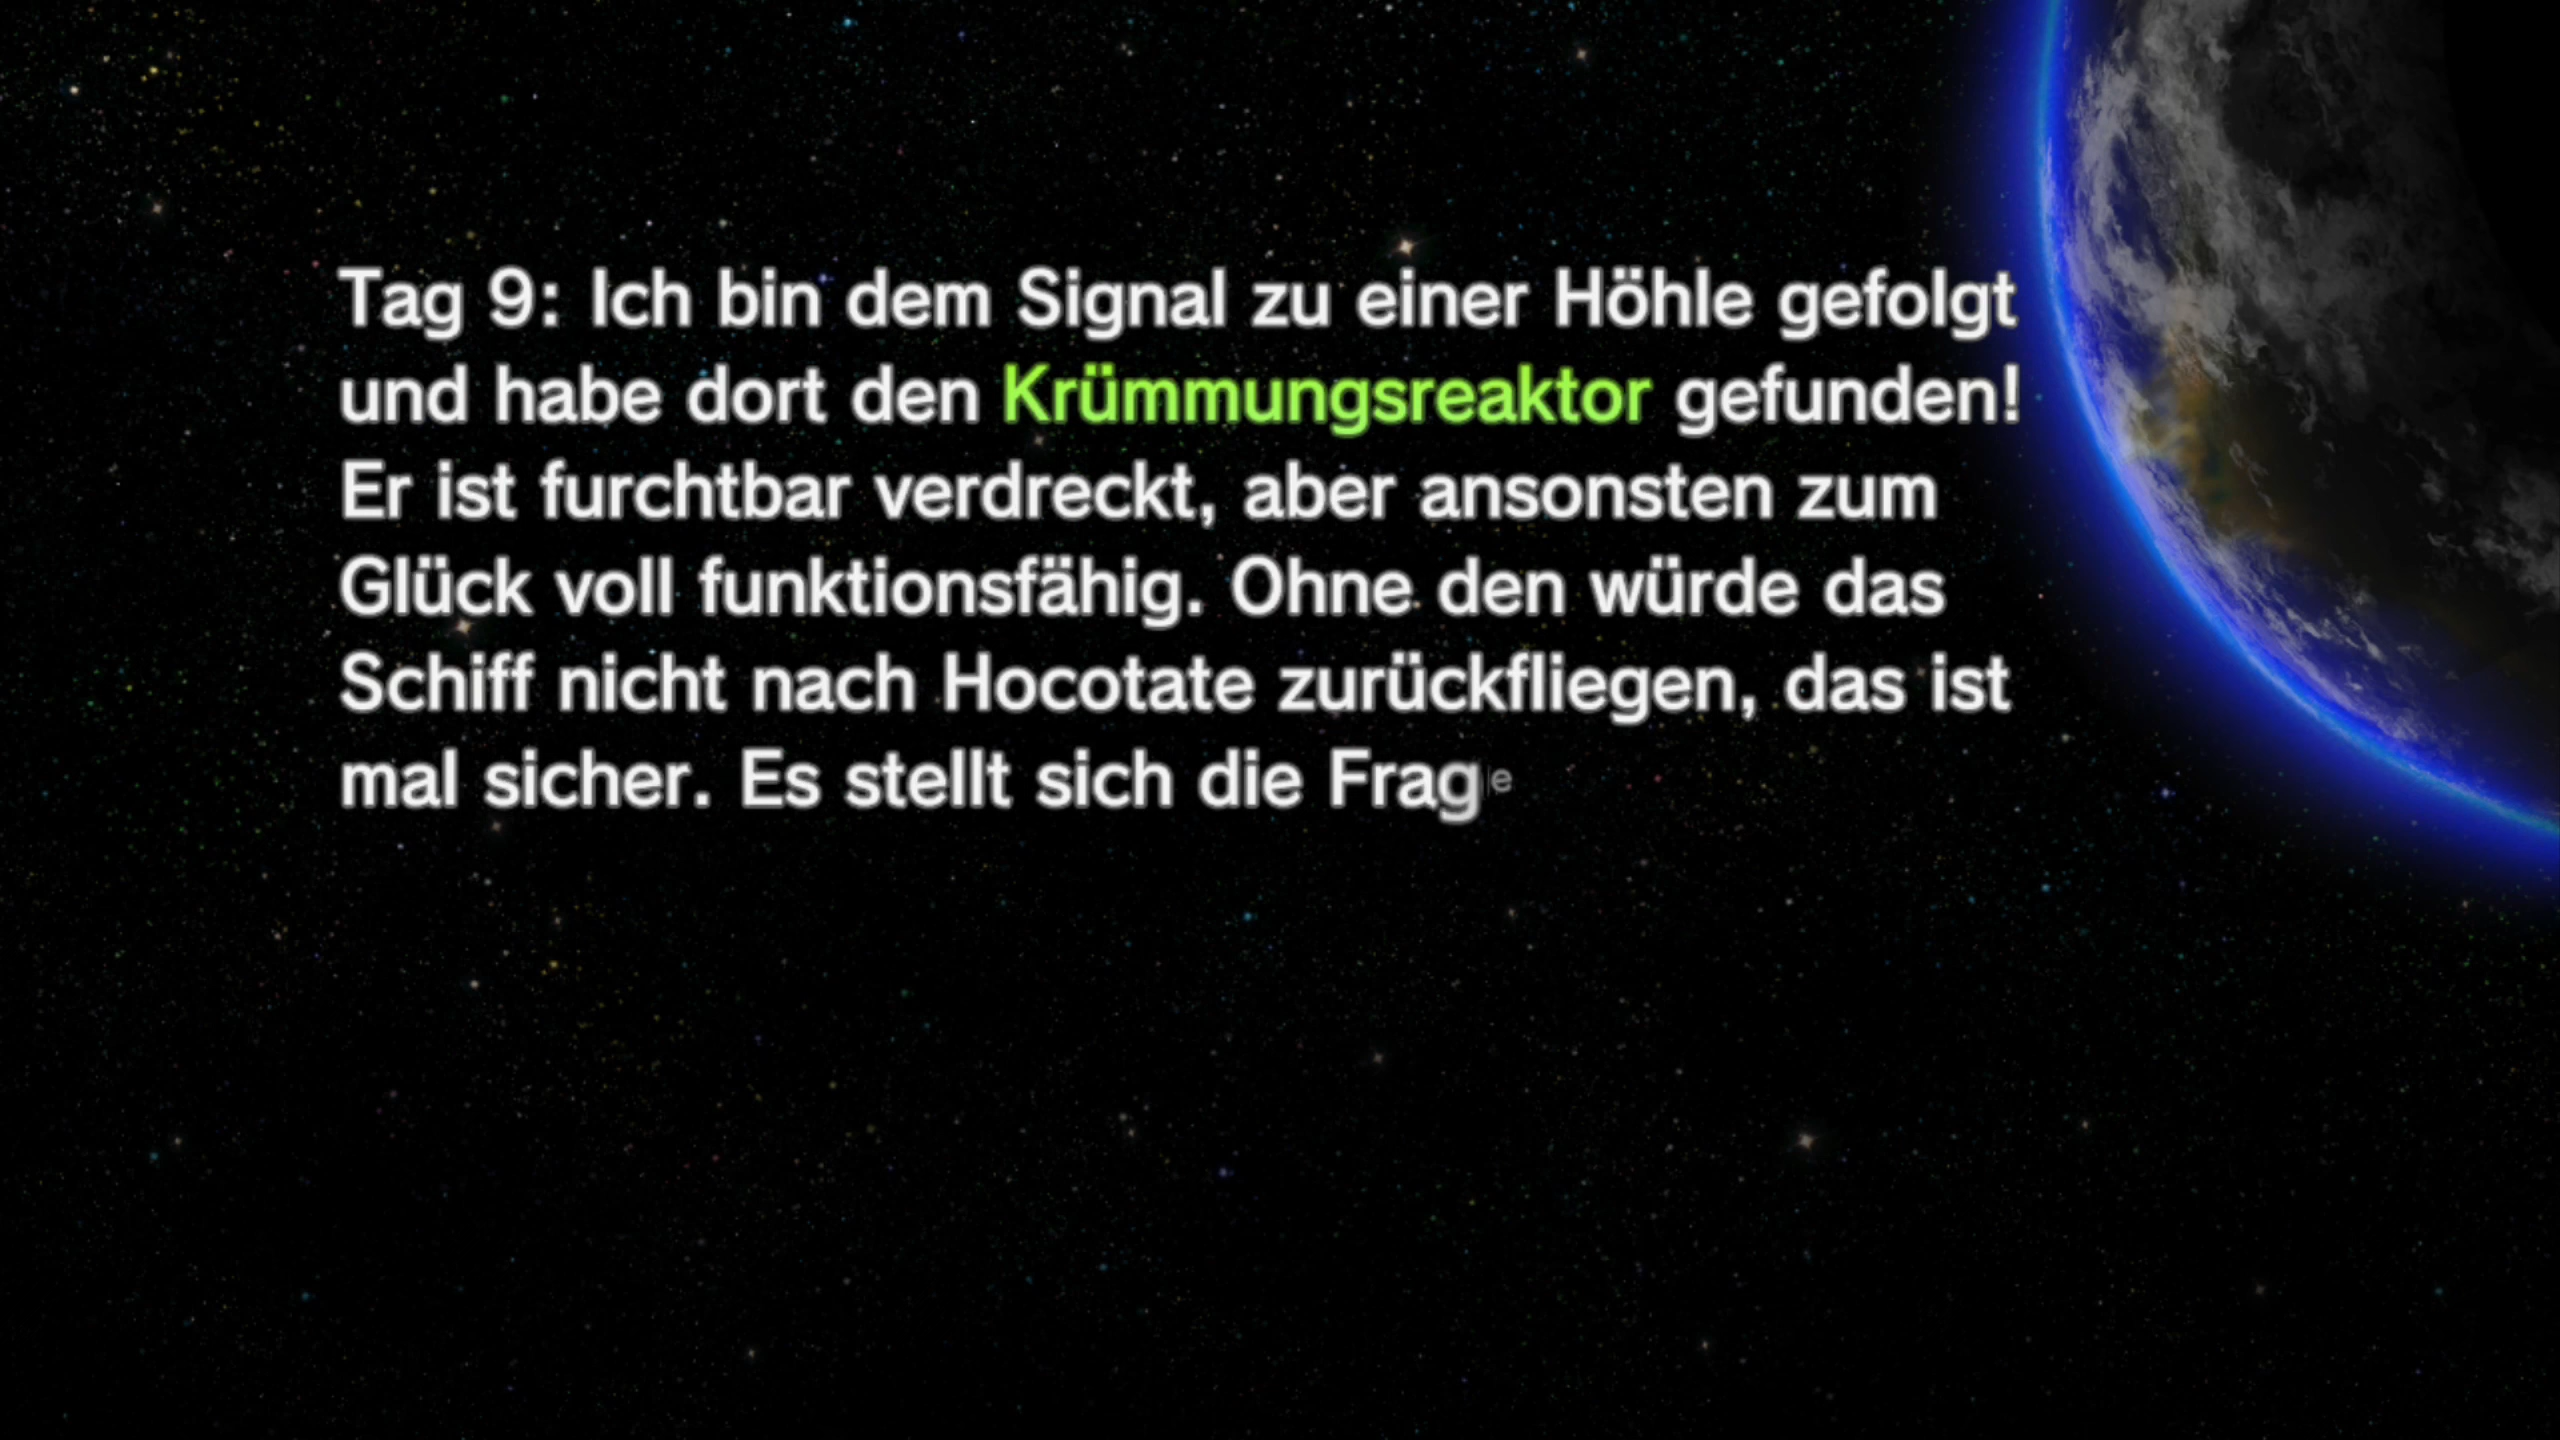 Tag 9: Ich bin dem Signal zu einer Höhle gefolgt
und habe dort den Krümmungsreaktor gefunden!
Er ist furchtbar verdreckt, aber ansonsten zum
Glück voll funktionsfähig. Ohne den würde das
Schiff nicht nach Hocotate zurückfliegen, das ist
mal sicher. Es stellt sich die Frage